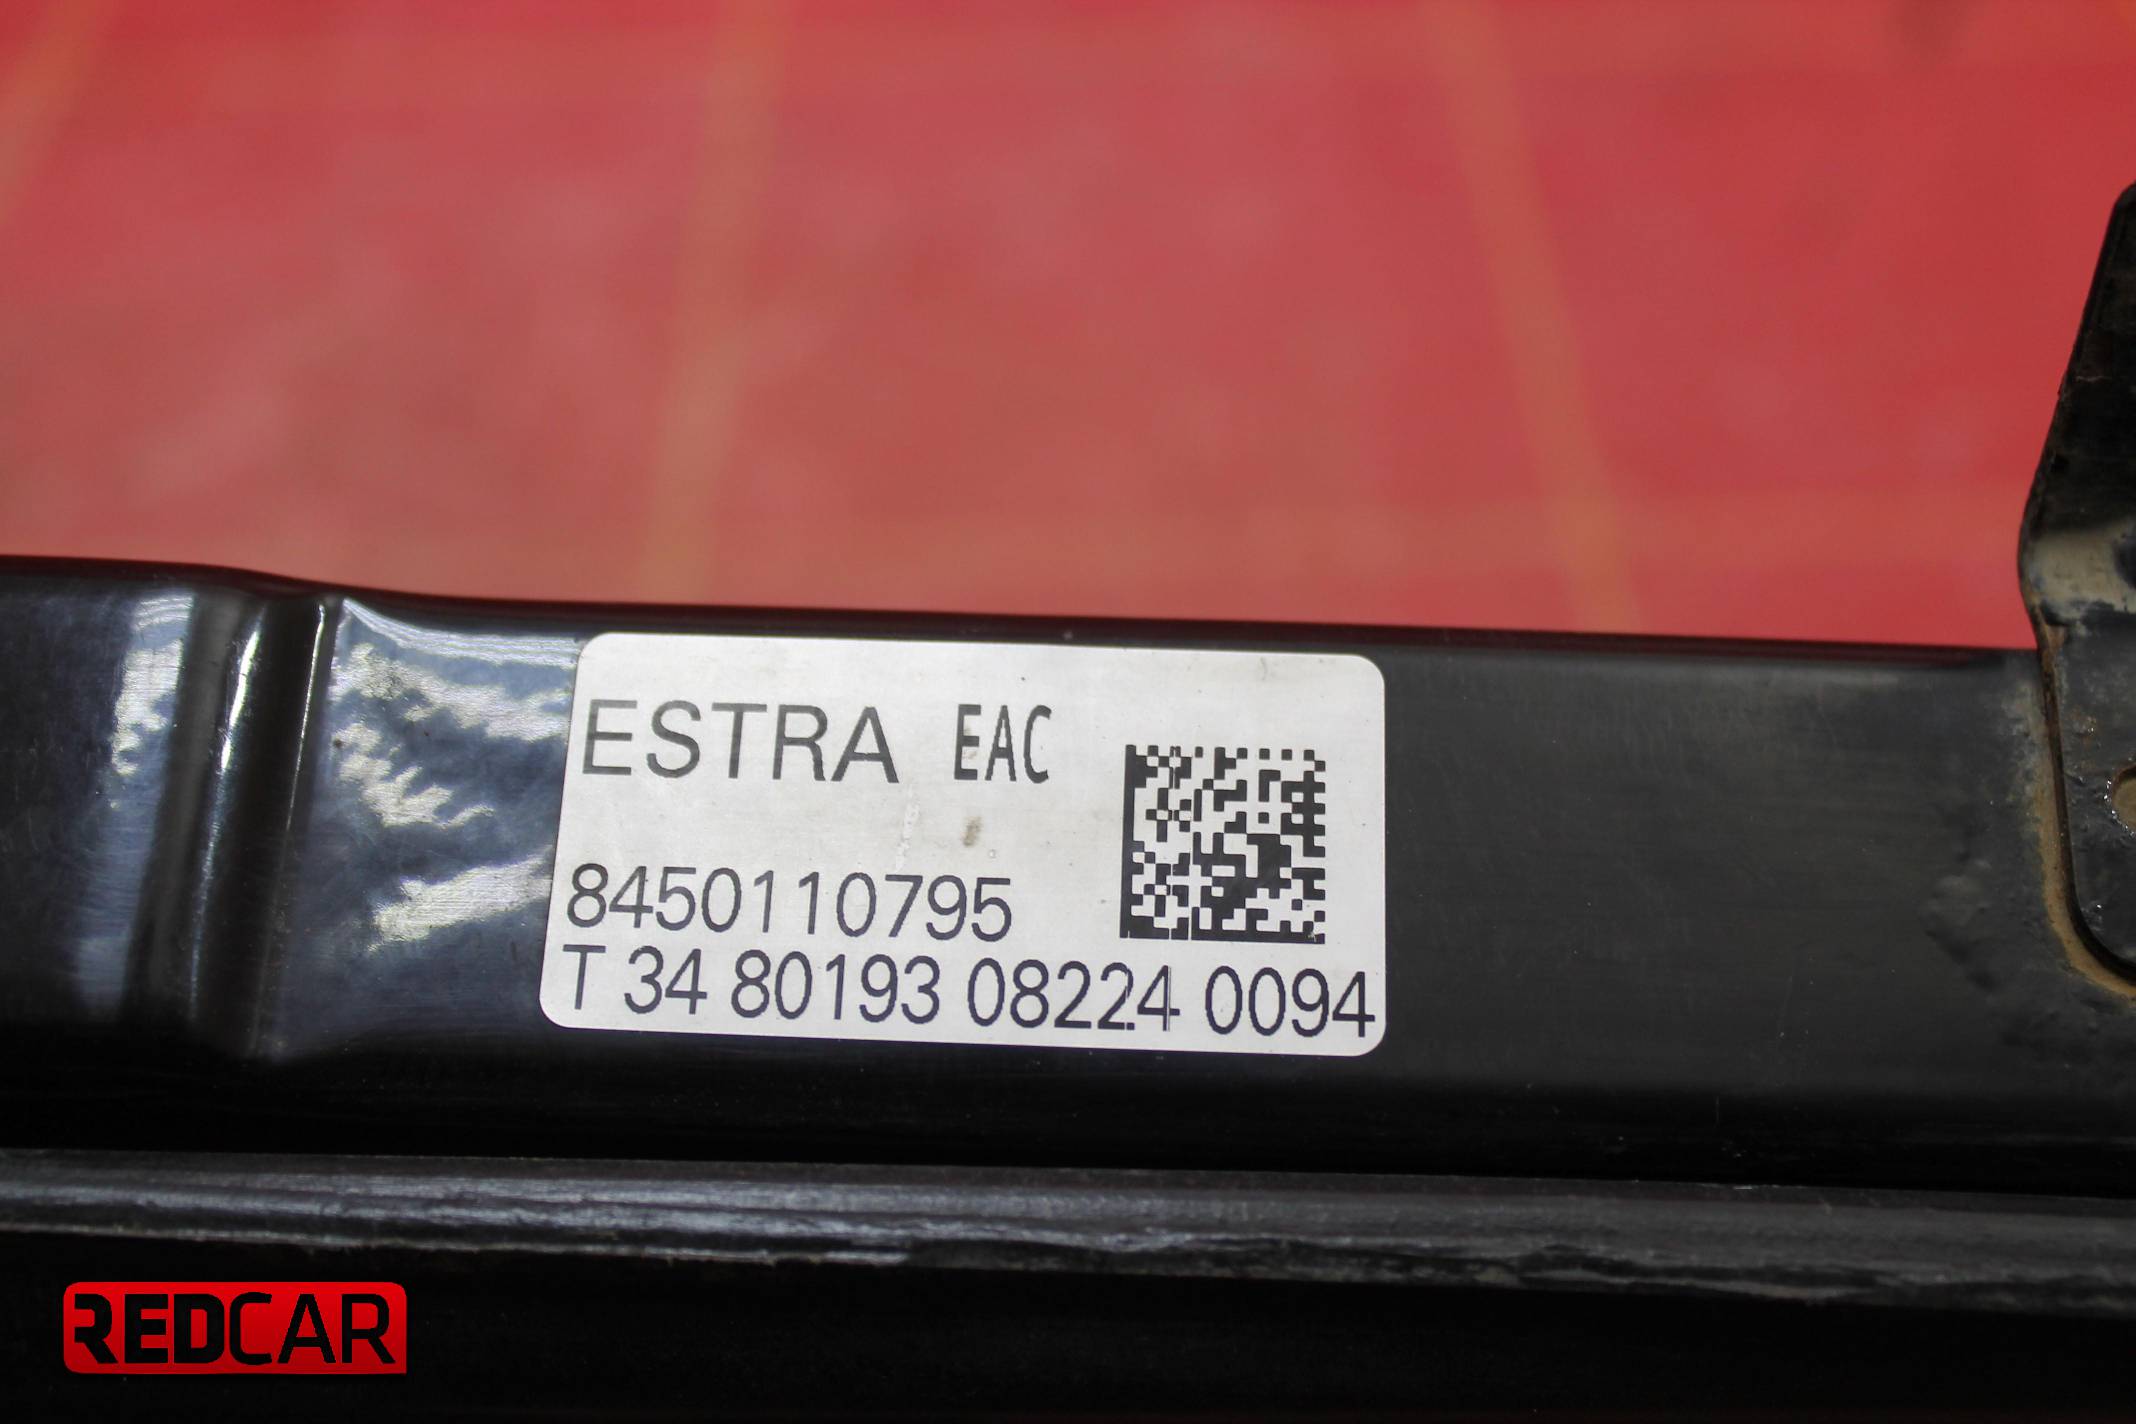 ESTRA EAC
8450110795
T 34 80193 08224 0094
REDCAR